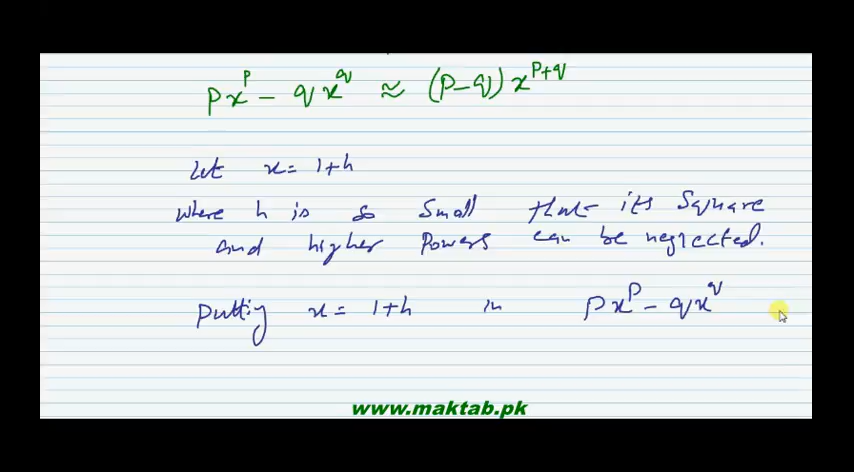 Px^p - qx^q ≈ (P-q) x^{P+q}
Let x = 1+h
where h is so small that its square
and higher Powers can be neglected.
Putting x = 1+h in Px^p - qx^q
www.maktab.pk